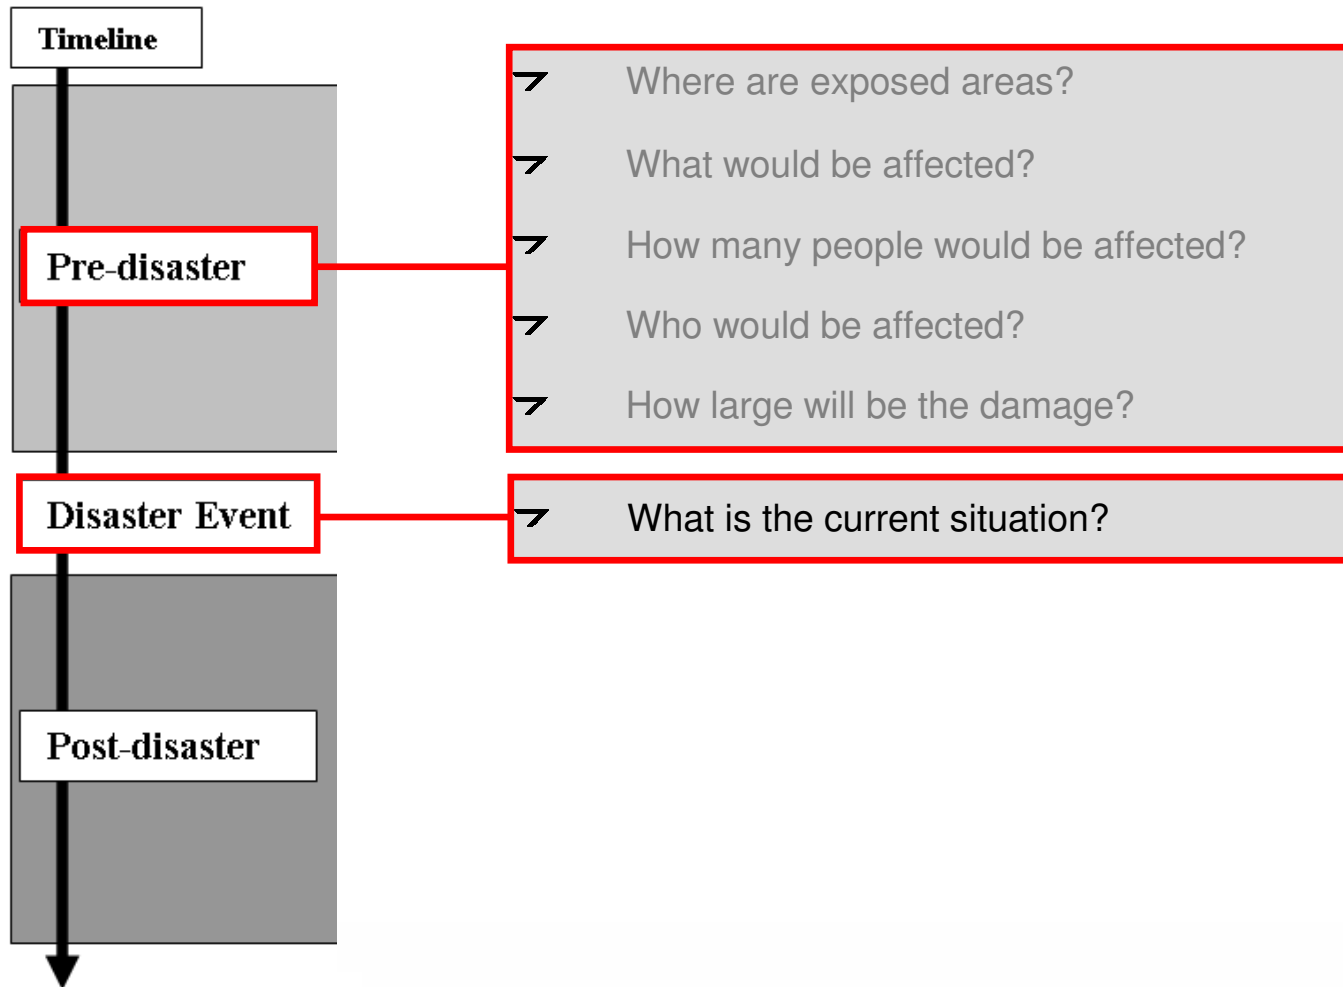 Timeline
Where are exposed areas?
What would be affected?
How many people would be affected?
Pre-disaster
Who would be affected?
How large will be the damage?
Disaster Event
What is the current situation?
Post-disaster